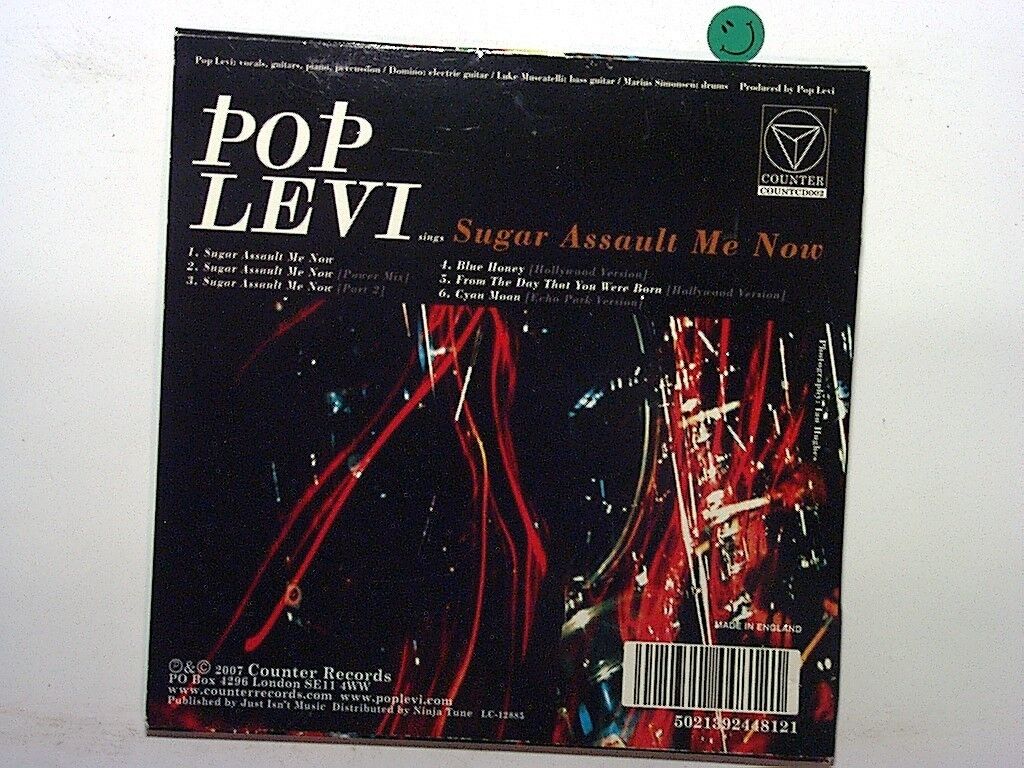 Pop Levi: vocals, guitars, piano, percussion / Domino: electric guitar / Luke Muscatelli: bass guitar / Marius Simonsen: drums Produced by Pop Levi
POP
LEVI
sings Sugar Assault Me Now
COUNTER
COUNTCD002
1. Sugar Assault Me Now
2. Sugar Assault Me Now [Power Mix]
3. Sugar Assault Me Now [Part 2]
4. Blue Honey [Hollywood Version]
5. From The Day That You Were Born [Hollywood Version]
6. Cyan Moan [Echo Park Version]
Photography: Ian Hughes
MADE IN ENGLAND
5021392448121
℗&© 2007 Counter Records
PO Box 4296 London SE11 4WW
www.counterrecords.com www.poplevi.com
Published by Just Isn't Music Distributed by Ninja Tune LC-12885